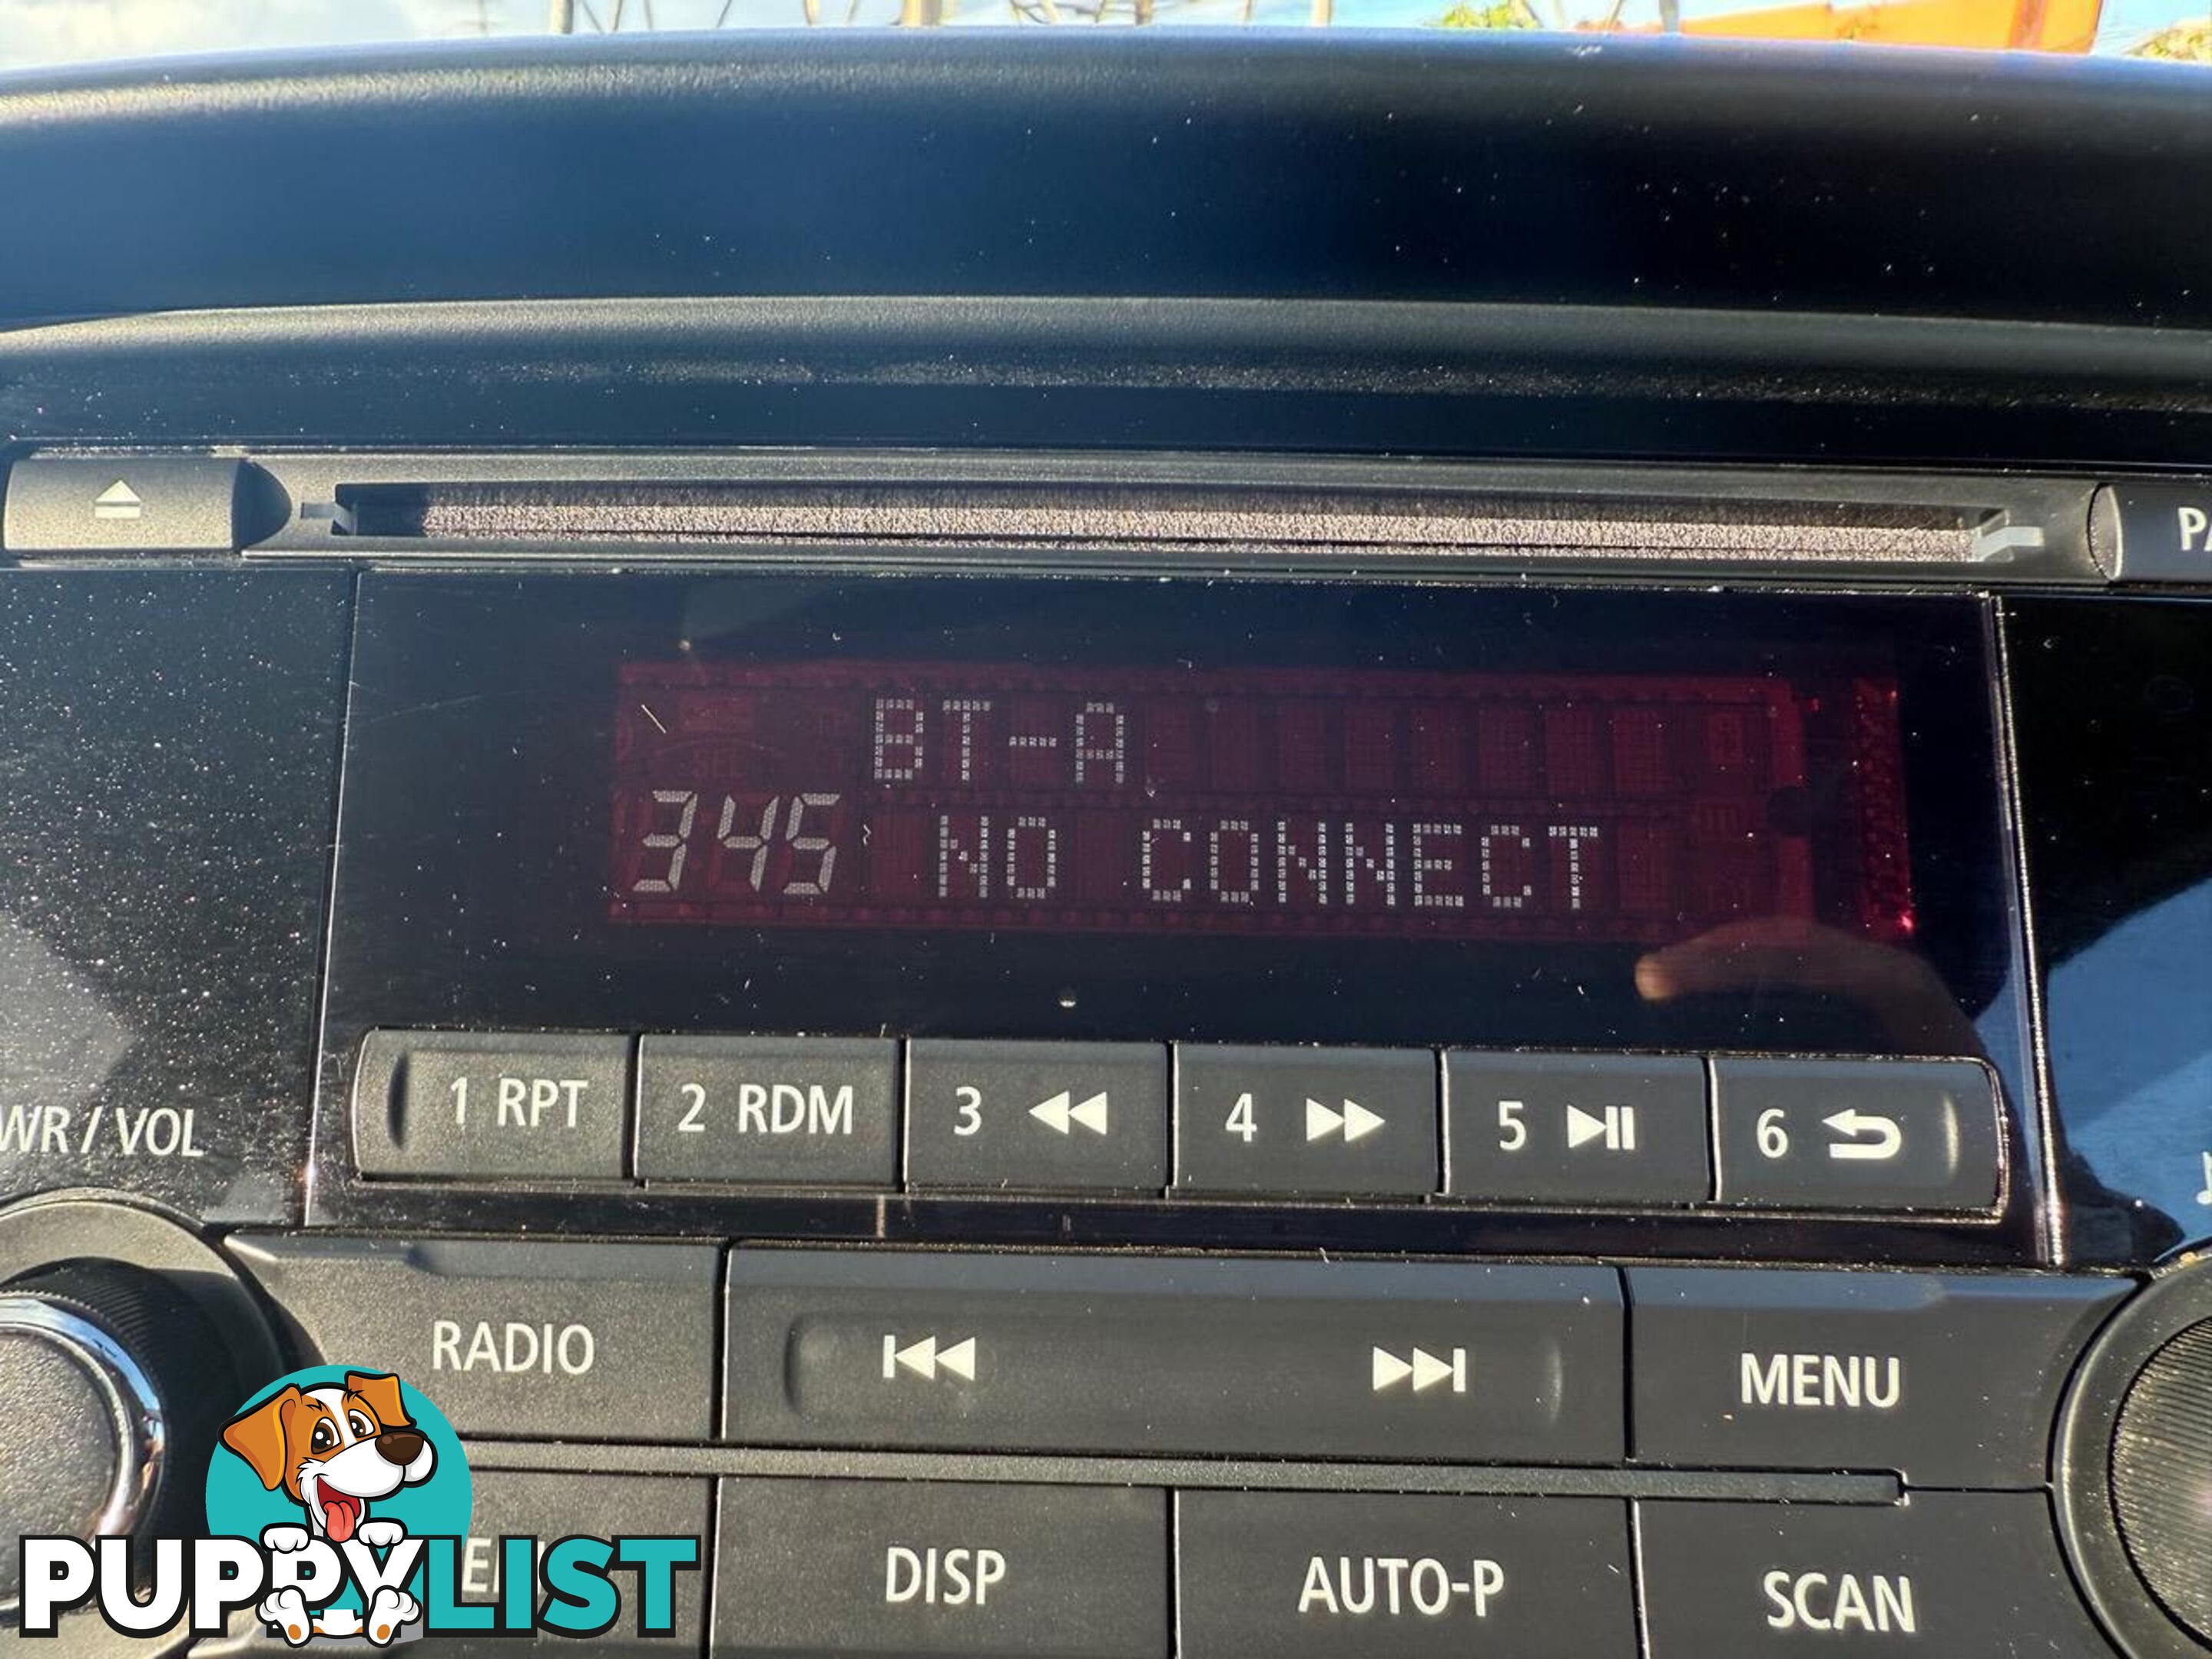 PA
BT-A
345 NO CONNECT
1 RPT 2 RDM 3 4 5 6
WR / VOL
RADIO
MENU
DISP AUTO-P SCAN
PUPPYLIST